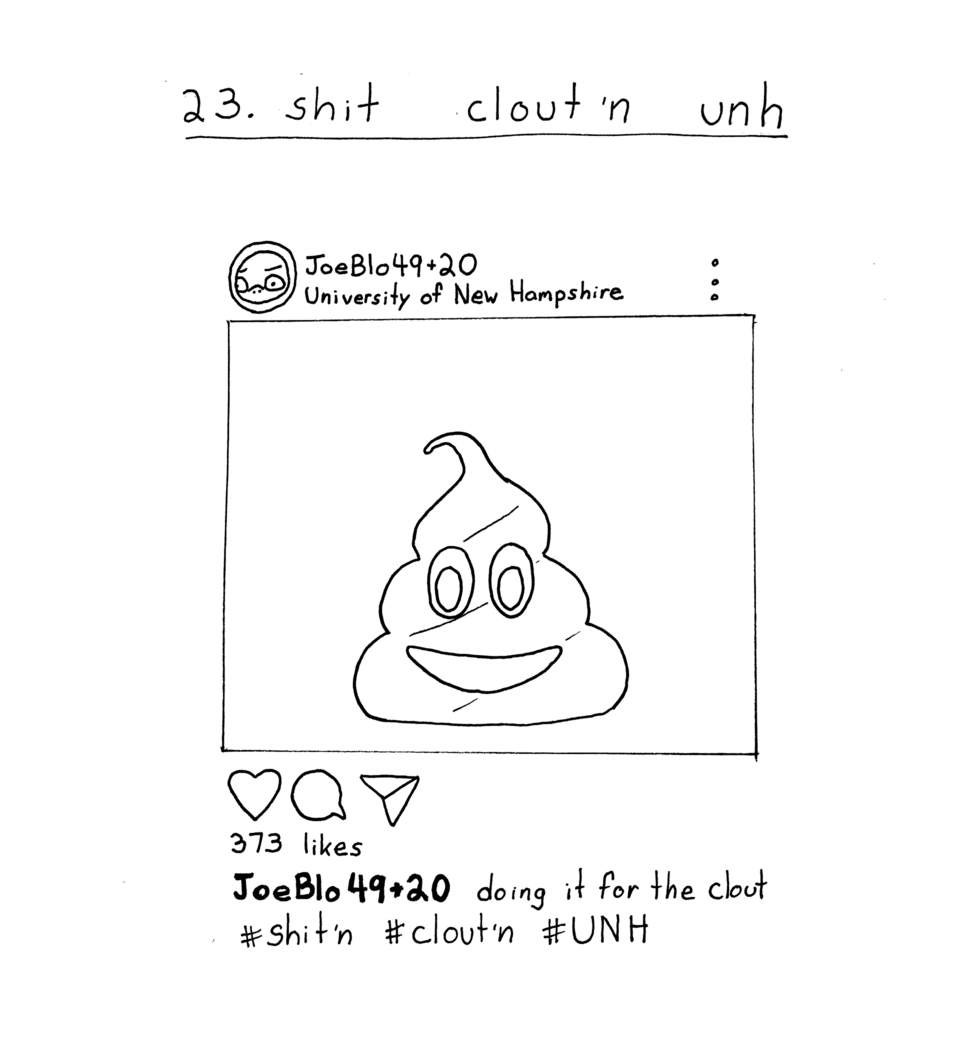 23. shit clout'n unh
JoeBlo49+20
University of New Hampshire
373 likes
JoeBlo49+20 doing it for the clout
#shit'n #clout'n #UNH